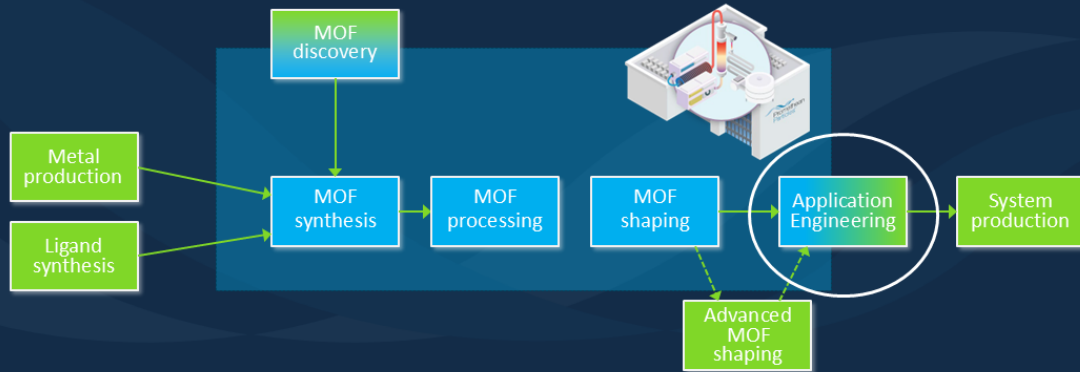 MOF
discovery
Metal
production
Ligand
synthesis
MOF
synthesis
MOF
processing
MOF
shaping
Application
Engineering
System
production
Advanced
MOF
shaping